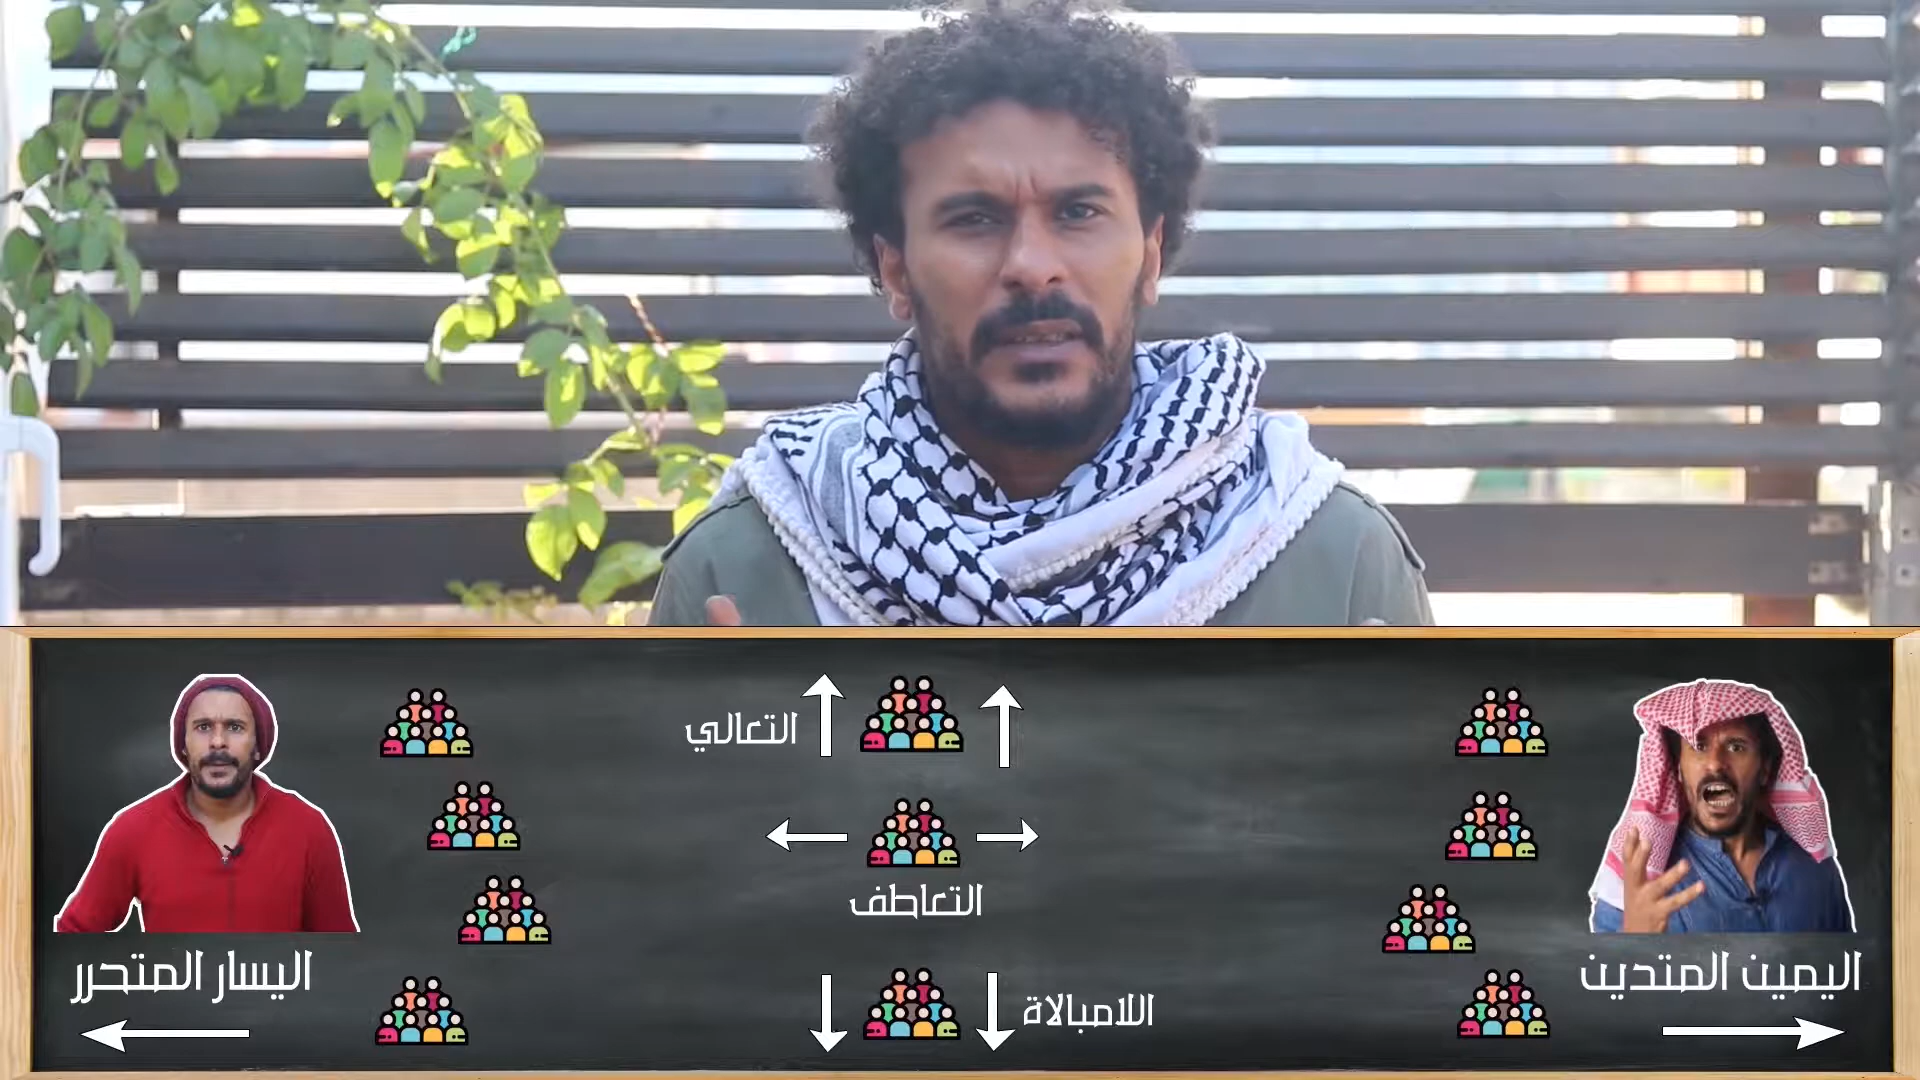 التعالي
التعاطف
اليمين المتدين
اليسار المتحرر
اللامبالاة